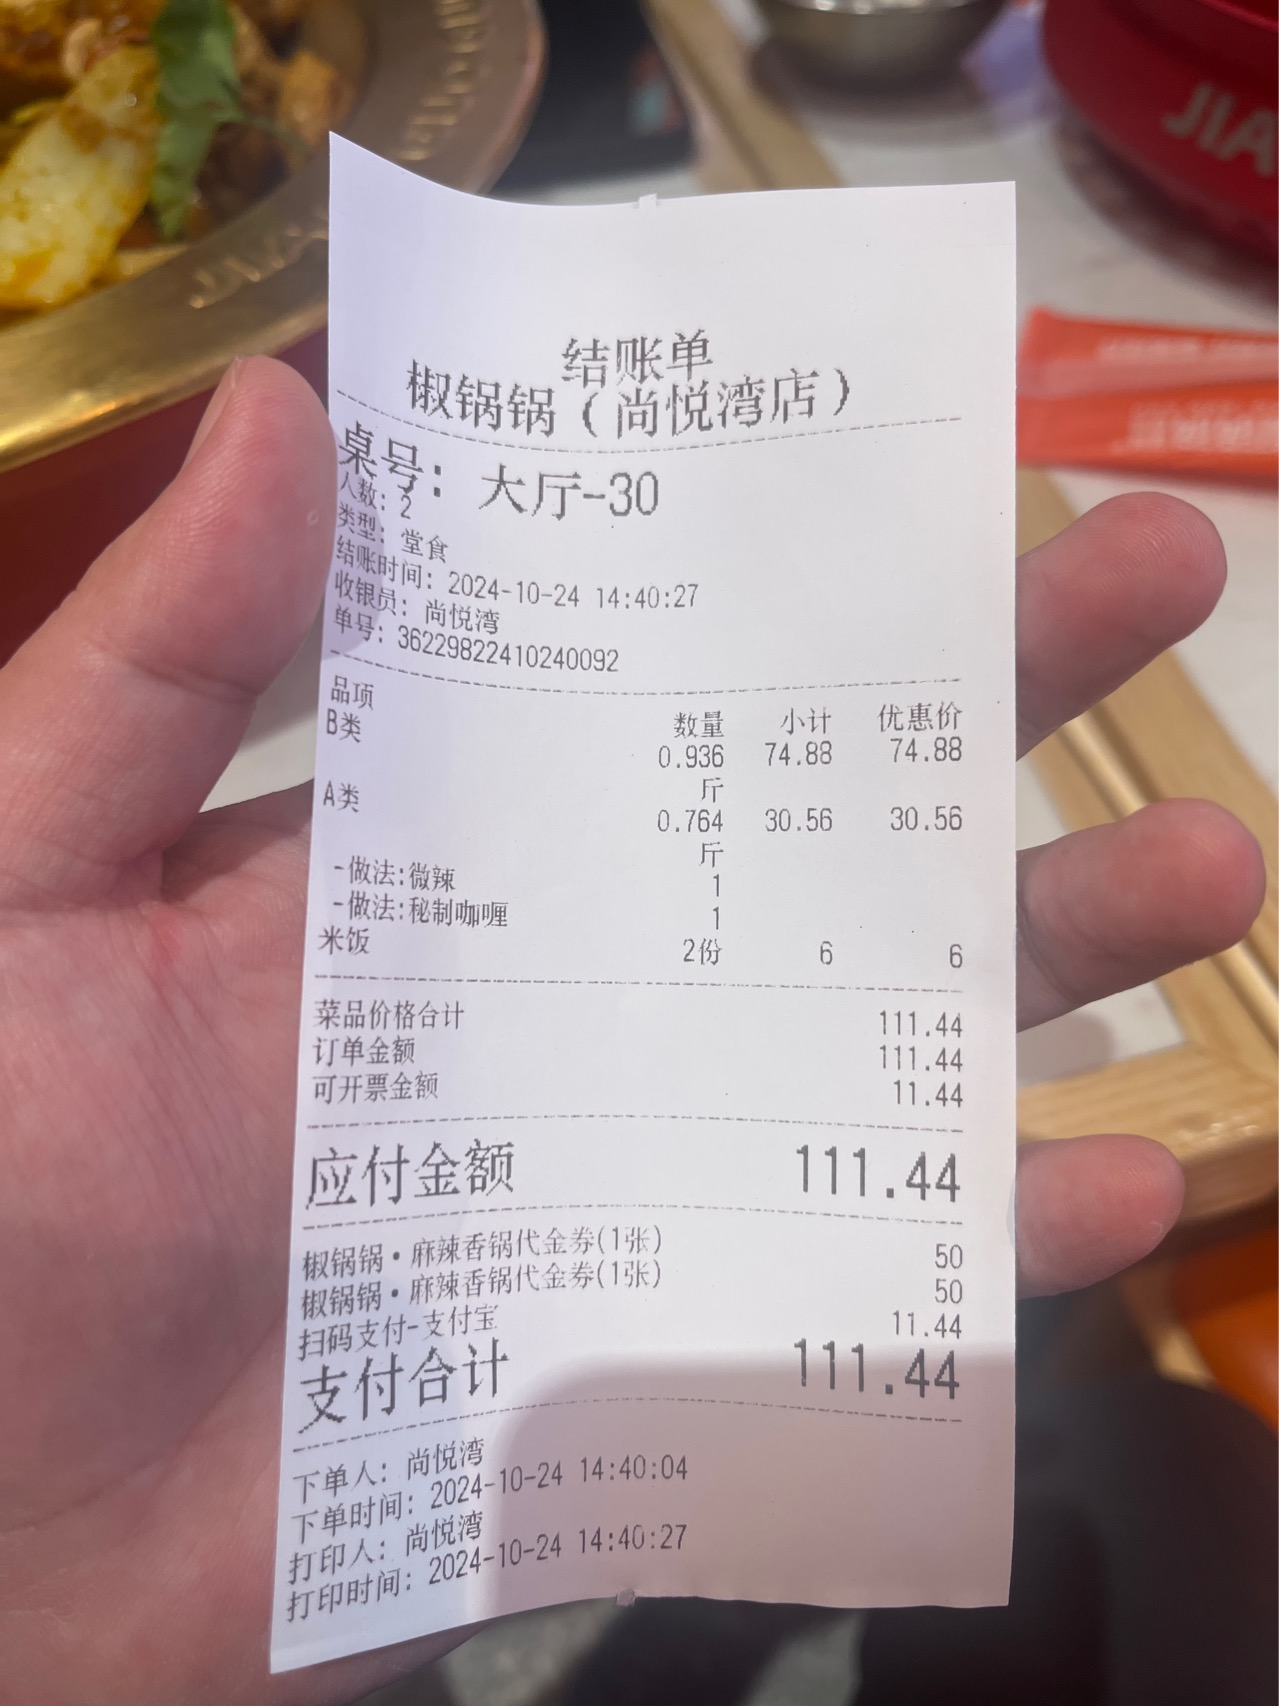 JIA
结账单
椒锅锅（尚悦湾店）
桌号：大厅-30
人数：2
类型：堂食
结账时间：2024-10-24 14:40:27
收银员：尚悦湾
单号：36229822410240092
品项 数量 小计 优惠价
B类 0.936斤 74.88 74.88
A类 0.764斤 30.56 30.56
-做法:微辣 1
-做法:秘制咖喱 1
米饭 2份 6 6
菜品价格合计 111.44
订单金额 111.44
可开票金额 11.44
应付金额 111.44
椒锅锅•麻辣香锅代金券(1张) 50
椒锅锅•麻辣香锅代金券(1张) 50
扫码支付-支付宝 11.44
支付合计 111.44
下单人：尚悦湾
下单时间：2024-10-24 14:40:04
打印人：尚悦湾
打印时间：2024-10-24 14:40:27